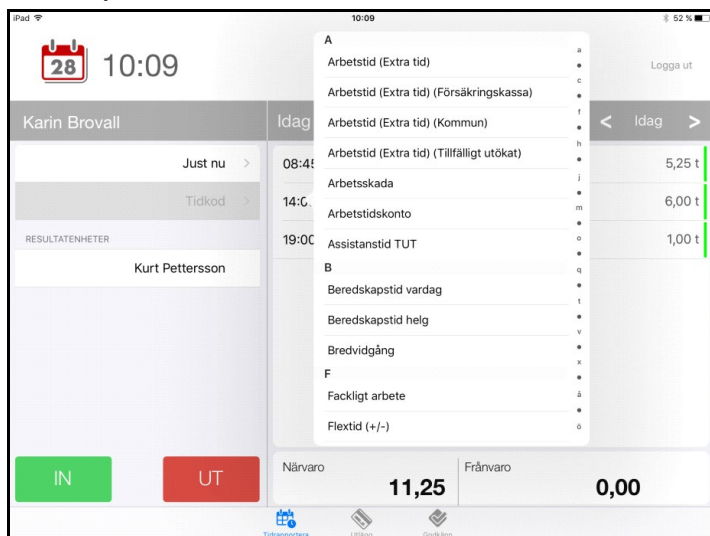 iPad 10:09 52 %
28 10:09 Logga ut
Karin Brovall Idag < Idag >
Just nu >
Tidkod >
RESULTATENHETER
Kurt Pettersson
08:45 5,25 t
14:0 6,00 t
19:00 1,00 t
A
Arbetstid (Extra tid)
Arbetstid (Extra tid) (Försäkringskassa)
Arbetstid (Extra tid) (Kommun)
Arbetstid (Extra tid) (Tillfälligt utökat)
Arbetsskada
Arbetstidskonto
Assistanstid TUT
B
Beredskapstid vardag
Beredskapstid helg
Bredvidgång
F
Fackligt arbete
Flextid (+/-)
a
c
f
h
j
m
o
q
t
v
x
å
ö
IN UT
Närvaro Frånvaro
11,25 0,00
Tidrapportera Utlägg Godkänn